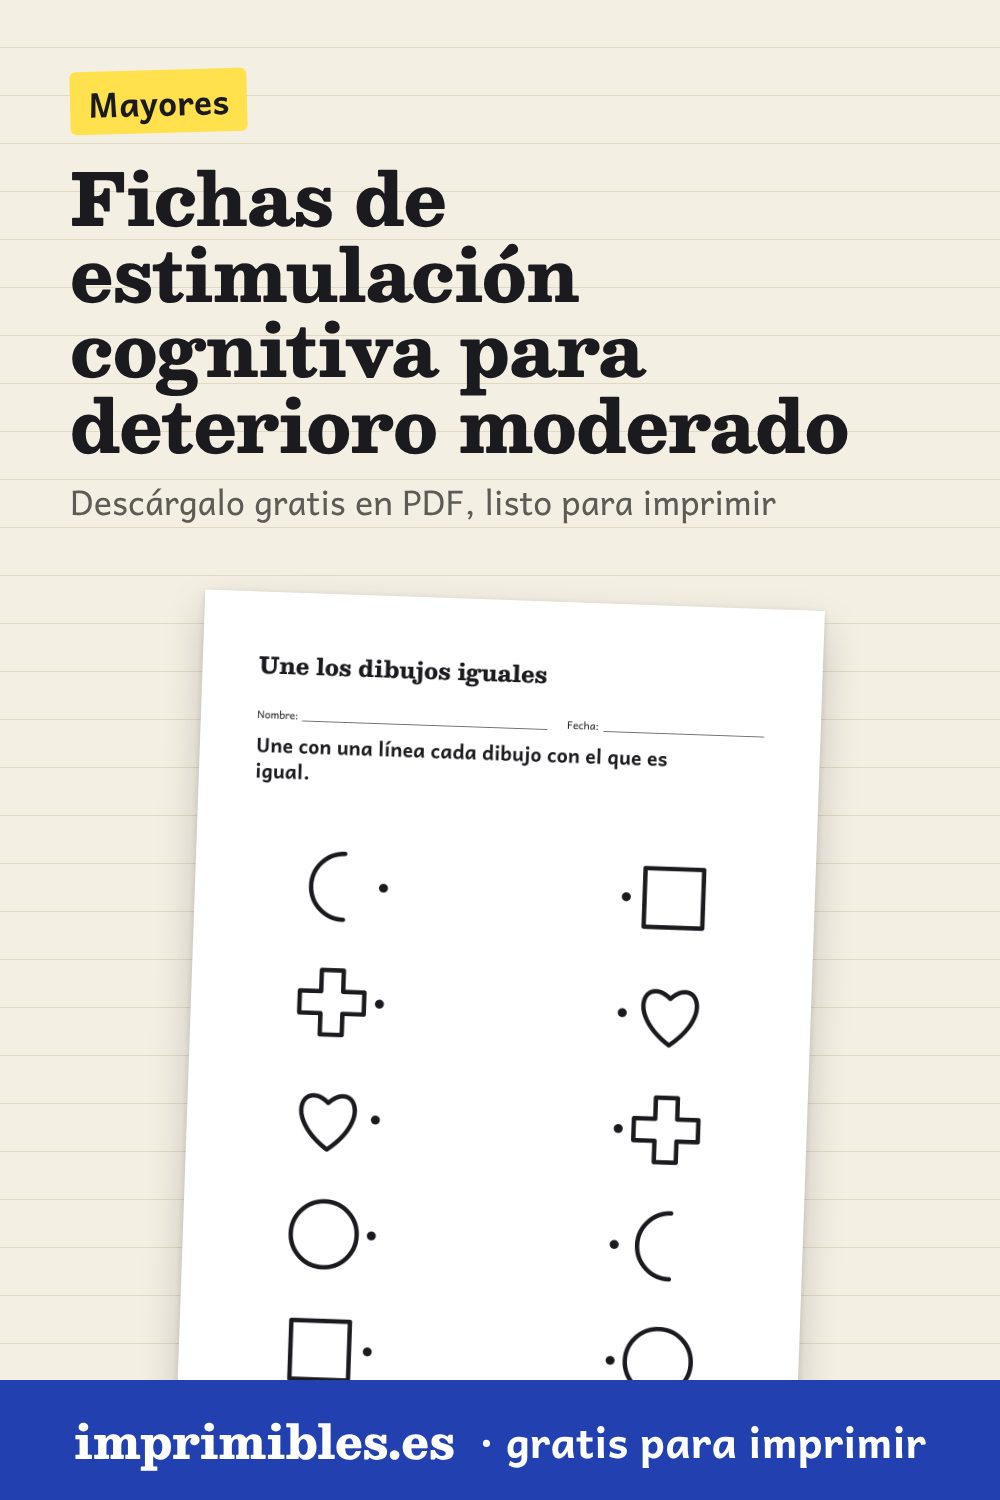 Mayores
Fichas de
estimulación
cognitiva para
deterioro moderado
Descárgalo gratis en PDF, listo para imprimir
Une los dibujos iguales
Nombre: Fecha:
Une con una línea cada dibujo con el que es
igual.
imprimibles.es · gratis para imprimir